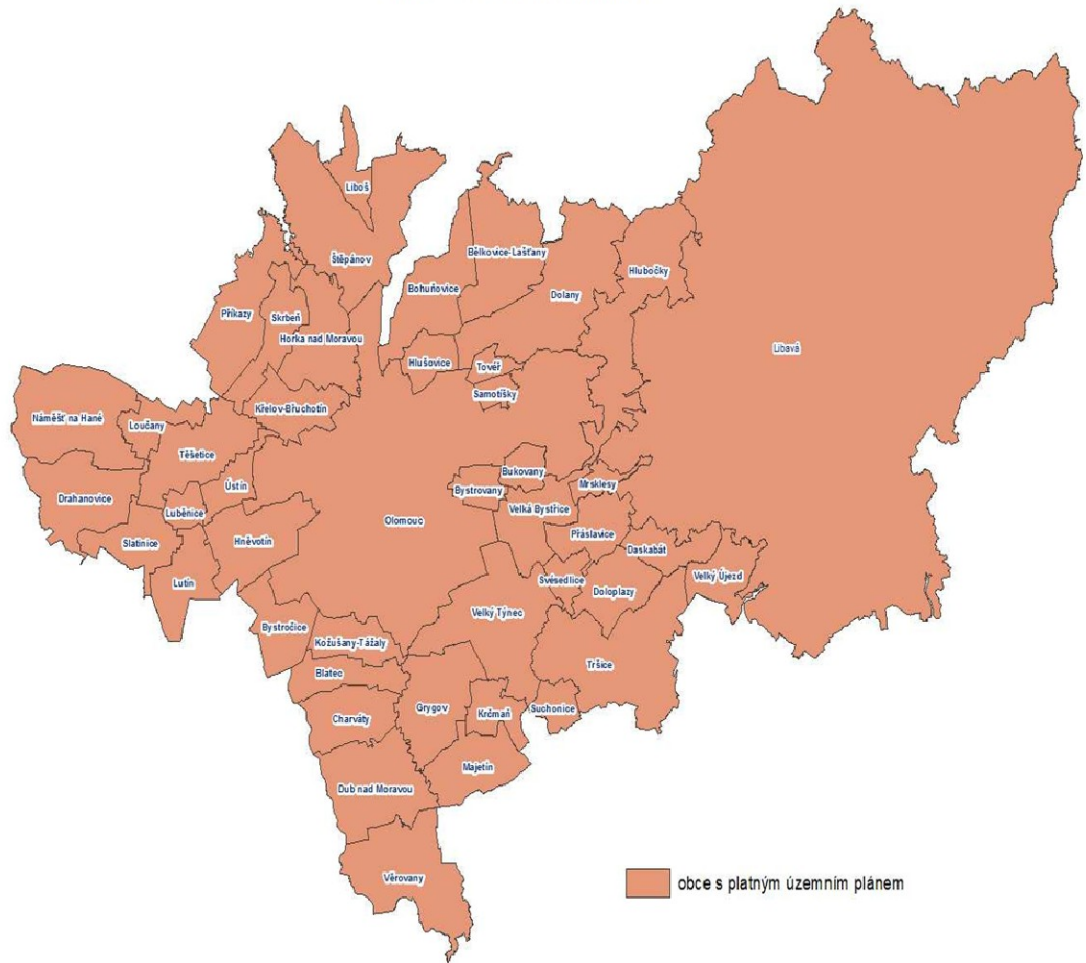 Liboš
Štěpánov
Bělkovice-Lašťany
Hlubočky
Bohuňovice
Dolany
Příkazy
Skrbeň
Horka nad Moravou
Libavá
Hlušovice
Tovéř
Samotišky
Křelov-Břuchotín
Náměšť na Hané
Loučany
Těšetice
Bukovany
Ústín
Bystrovany
Mrsklesy
Drahanovice
Luběnice
Velká Bystřice
Olomouc
Přáslavice
Slatinice
Hněvotín
Daskabát
Lutín
Svésedlice
Velký Újezd
Doloplazy
Velký Týnec
Bystročice
Kožušany-Tážaly
Tršice
Blatec
Grygov
Suchonice
Krčmaň
Charváty
Majetín
Dub nad Moravou
Věrovany
obce s platným územním plánem